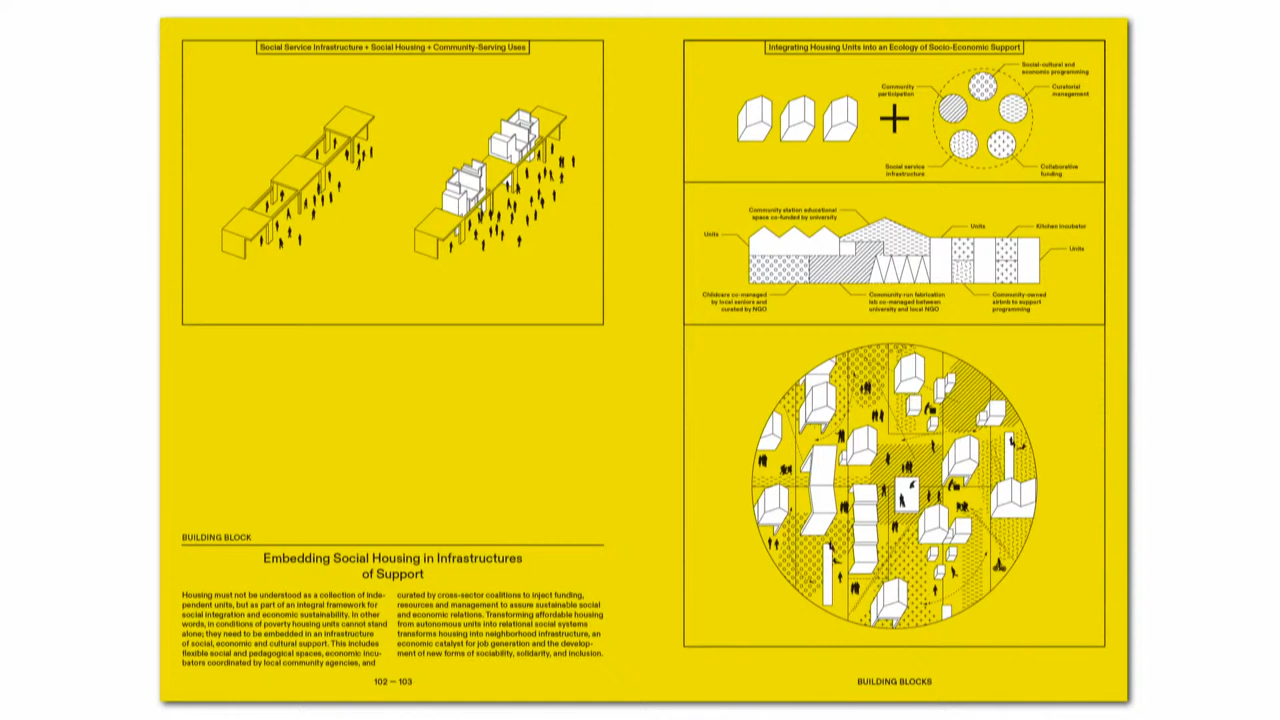 Social Service Infrastructure + Social Housing + Community-Serving Uses
BUILDING BLOCK
Embedding Social Housing in Infrastructures
of Support
Housing must not be understood as a collection of inde-
pendent units, but as part of an integral framework for
social integration and economic sustainability. In other
words, in conditions of poverty housing units cannot stand
alone; they need to be embedded in an infrastructure
of social, economic and cultural support. This includes
flexible social and pedagogical spaces, economic incu-
bators coordinated by local community agencies, and
curated by cross-sector coalitions to inject funding,
resources and management to assure sustainable social
and economic relations. Transforming affordable housing
from autonomous units into relational social systems
transforms housing into neighborhood infrastructure, an
economic catalyst for job generation and the develop-
ment of new forms of sociability, solidarity, and inclusion.
102 — 103
Integrating Housing Units into an Ecology of Socio-Economic Support
Social-cultural and
economic programming
Community
participation
Curatorial
management
Social service
infrastructure
Collaborative
funding
Community station educational
space co-funded by university
Units
Units
Kitchen incubator
Units
Childcare co-managed
by local seniors and
curated by NGO
Community-run fabrication
lab co-managed between
university and local NGO
Community-owned
airbnb to support
programming
BUILDING BLOCKS